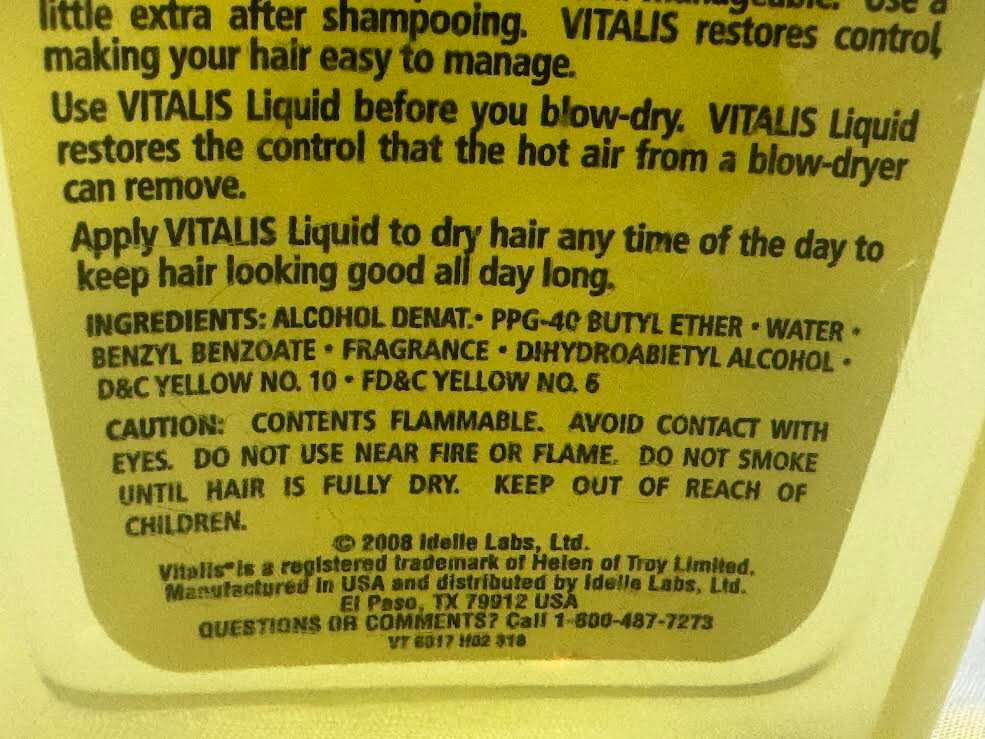 little extra after shampooing. VITALIS restores control,
making your hair easy to manage.
Use VITALIS Liquid before you blow-dry. VITALIS Liquid
restores the control that the hot air from a blow-dryer
can remove.
Apply VITALIS Liquid to dry hair any time of the day to
keep hair looking good all day long.
INGREDIENTS: ALCOHOL DENAT. • PPG-40 BUTYL ETHER • WATER •
BENZYL BENZOATE • FRAGRANCE • DIHYDROABIETYL ALCOHOL •
D&C YELLOW NO. 10 • FD&C YELLOW NO. 6
CAUTION: CONTENTS FLAMMABLE. AVOID CONTACT WITH
EYES. DO NOT USE NEAR FIRE OR FLAME. DO NOT SMOKE
UNTIL HAIR IS FULLY DRY. KEEP OUT OF REACH OF
CHILDREN.
© 2008 Idelle Labs, Ltd.
Vitalis® is a registered trademark of Helen of Troy Limited.
Manufactured in USA and distributed by Idelle Labs, Ltd.
El Paso, TX 79912 USA
QUESTIONS OR COMMENTS? Call 1-800-487-7273
VT 6017 H02 318